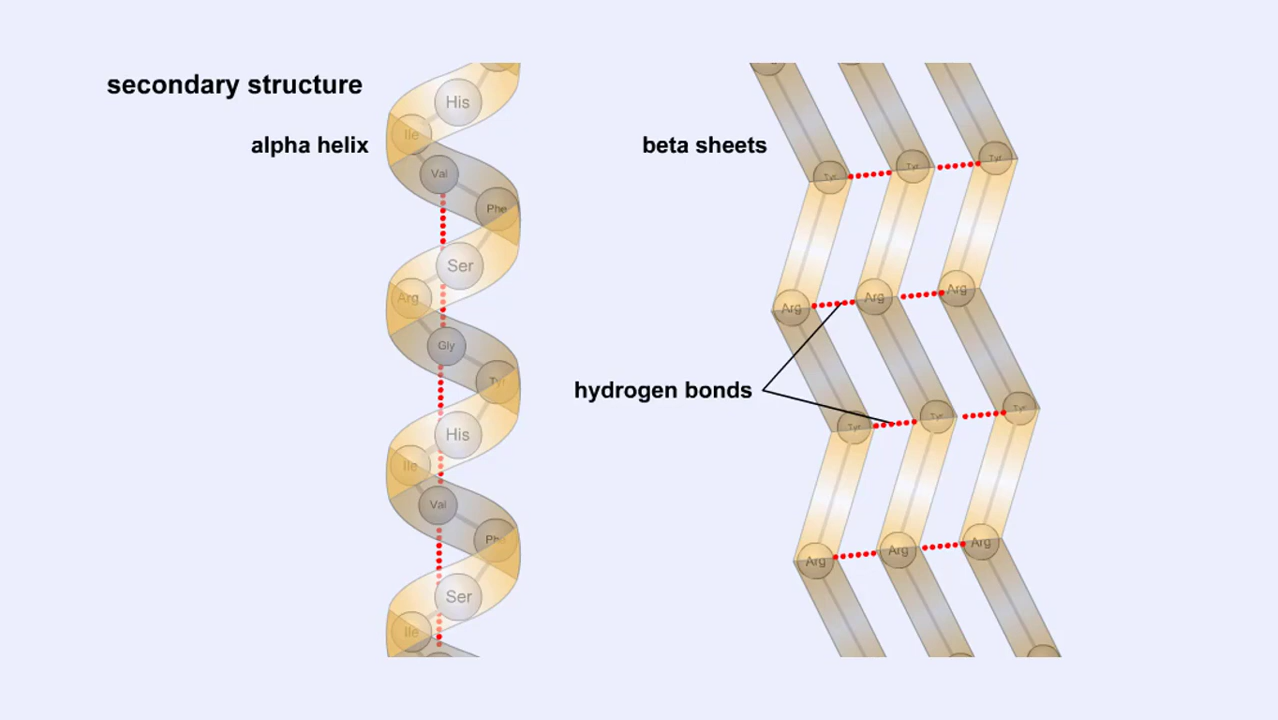 secondary structure
alpha helix
His
Ile
Val
Phe
Ser
Arg
Gly
Tyr
His
Ile
Val
Phe
Ser
Ile
beta sheets
Tyr Tyr Tyr
Arg Arg Arg
hydrogen bonds
Tyr Tyr Tyr
Arg Arg Arg